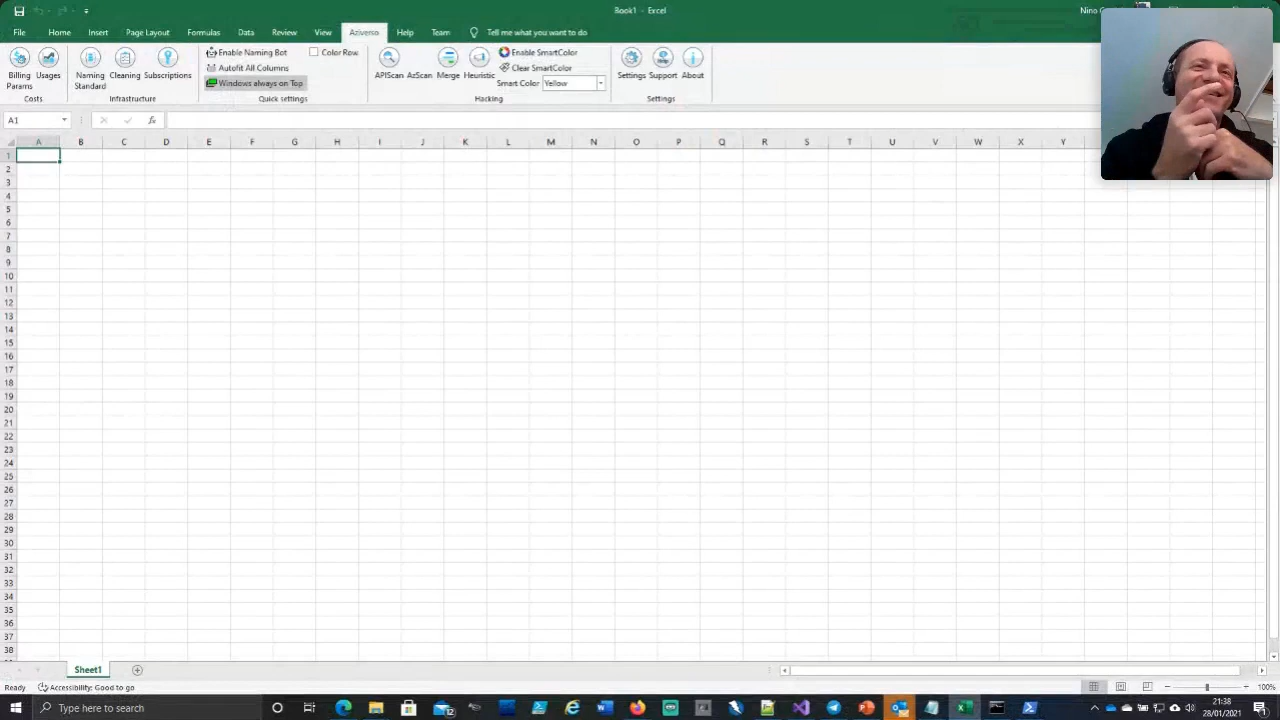 Book1 - Excel
Nino
File Home Insert Page Layout Formulas Data Review View Aziverso Help Team Tell me what you want to do
Billing Params
Usages
Costs
Naming Standard
Cleaning
Subscriptions
Infrastructure
Enable Naming Bot
Color Row
Autofit All Columns
Windows always on Top
Quick settings
APIScan
AzScan
Merge
Heuristic
Enable SmartColor
Clear SmartColor
Smart Color Yellow
Hacking
Settings
Support
About
Settings
A1
fx
A B C D E F G H I J K L M N O P Q R S T U V W X Y
1
2
3
4
5
6
7
8
9
10
11
12
13
14
15
16
17
18
19
20
21
22
23
24
25
26
27
28
29
30
31
32
33
34
35
36
37
38
Sheet1
Ready Accessibility: Good to go
100%
Type here to search
12
21:38
28/01/2021